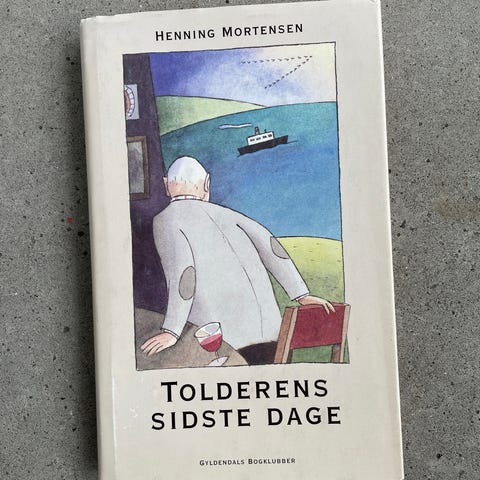 Henning Mortensen
Tolderens
sidste dage
Gyldendals Bogklubber